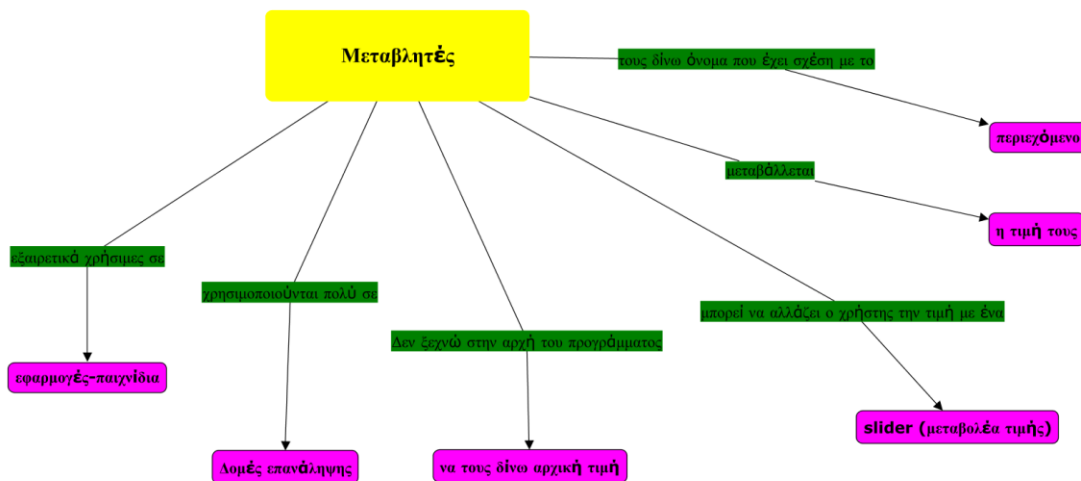 Μεταβλητές
τους δίνω όνομα που έχει σχέση με το
περιεχόμενο
μεταβάλλεται
η τιμή τους
εξαιρετικά χρήσιμες σε
εφαρμογές-παιχνίδια
χρησιμοποιούνται πολύ σε
Δομές επανάληψης
Δεν ξεχνώ στην αρχή του προγράμματος
να τους δίνω αρχική τιμή
μπορεί να αλλάζει ο χρήστης την τιμή με ένα
slider (μεταβολέα τιμής)